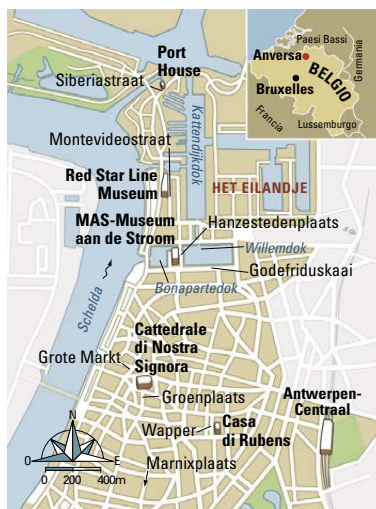 Port
House
Siberiastraat
Kattendijkdok
Montevideostraat
Red Star Line
Museum
HET EILANDJE
MAS-Museum
aan de Stroom
Hanzestedenplaats
Willemdok
Godefriduskaai
Bonapartedok
Schelda
Cattedrale
di Nostra
Signora
Grote Markt
Groenplaats
Antwerpen-
Centraal
Wapper
Casa
di Rubens
Marnixplaats
N
O
E
S
0 200 400m
Paesi Bassi
Anversa
Germania
BELGIO
Bruxelles
Francia
Lussemburgo